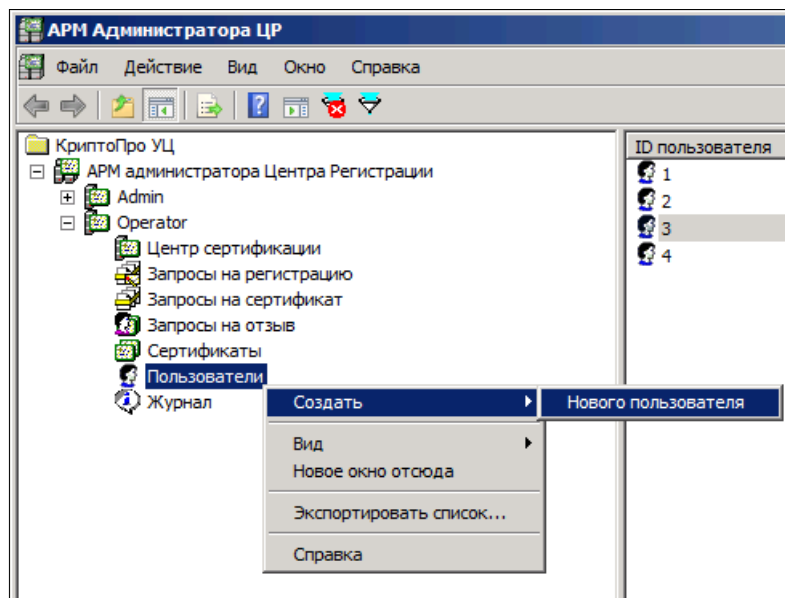 АРМ Администратора ЦР
Файл Действие Вид Окно Справка
КриптоПро УЦ
АРМ администратора Центра Регистрации
Admin
Operator
Центр сертификации
Запросы на регистрацию
Запросы на сертификат
Запросы на отзыв
Сертификаты
Пользователи
Журнал
ID пользователя
1
2
3
4
Создать
Нового пользователя
Вид
Новое окно отсюда
Экспортировать список...
Справка